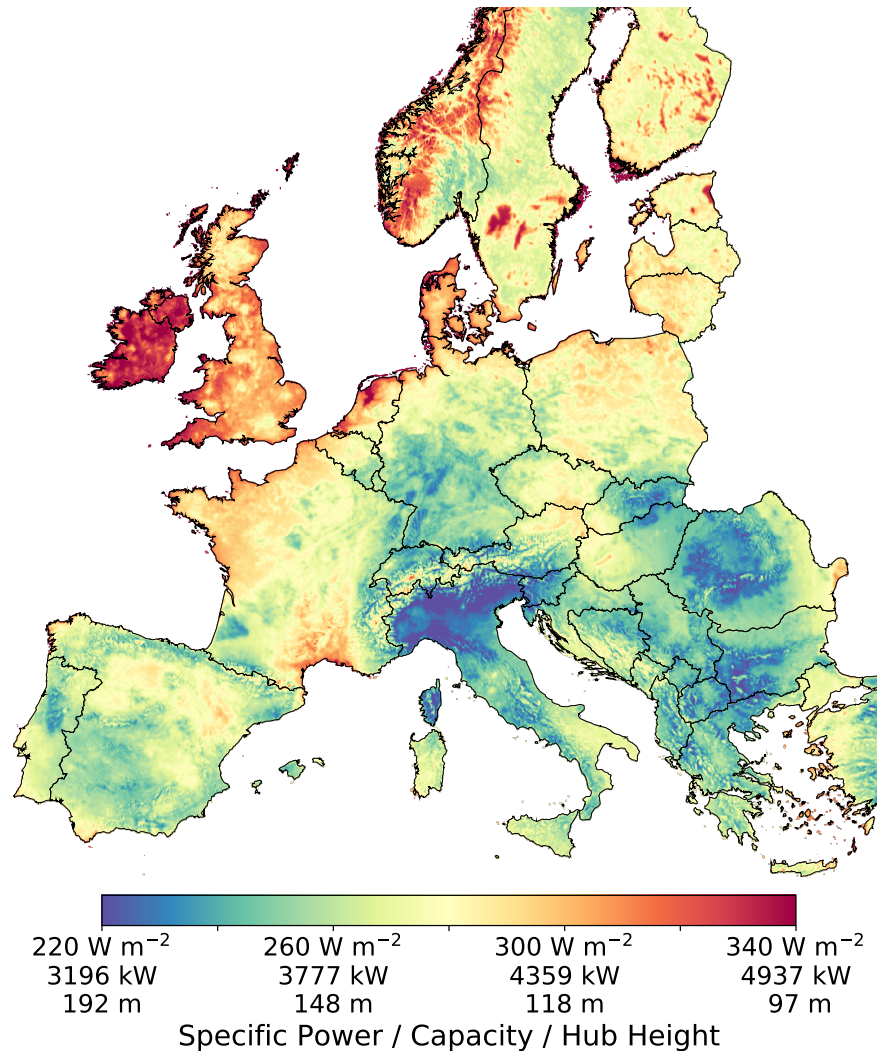 220 W m⁻² 260 W m⁻² 300 W m⁻² 340 W m⁻²
3196 kW 3777 kW 4359 kW 4937 kW
192 m 148 m 118 m 97 m
Specific Power / Capacity / Hub Height